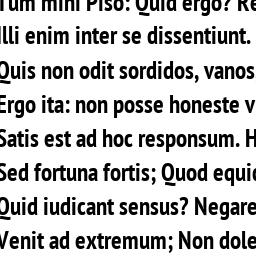 Tum mihi Piso: Quid ergo? Re
Illi enim inter se dissentiunt.
Quis non odit sordidos, vanos
Ergo ita: non posse honeste v
Satis est ad hoc responsum. H
Sed fortuna fortis; Quod equi
Quid iudicant sensus? Negare
Venit ad extremum; Non dole